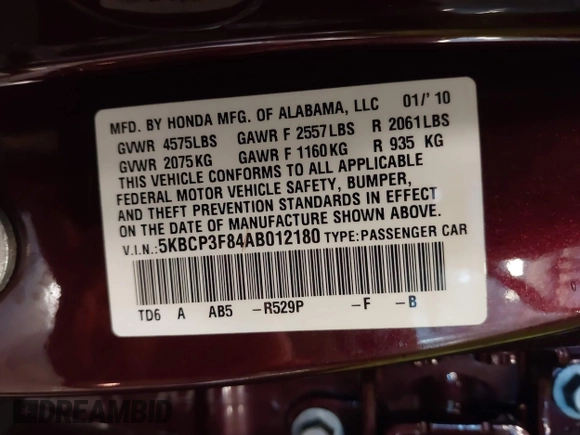 MFD. BY HONDA MFG. OF ALABAMA, LLC 01/'10
GVWR 4575LBS GAWR F 2557LBS R 2061LBS
GVWR 2075KG GAWR F 1160KG R 935 KG
THIS VEHICLE CONFORMS TO ALL APPLICABLE
FEDERAL MOTOR VEHICLE SAFETY, BUMPER,
AND THEFT PREVENTION STANDARDS IN EFFECT
ON THE DATE OF MANUFACTURE SHOWN ABOVE.
V.I.N.:5KBCP3F84AB012180 TYPE:PASSENGER CAR
TD6 A AB5 -R529P -F -B
DREAMBID